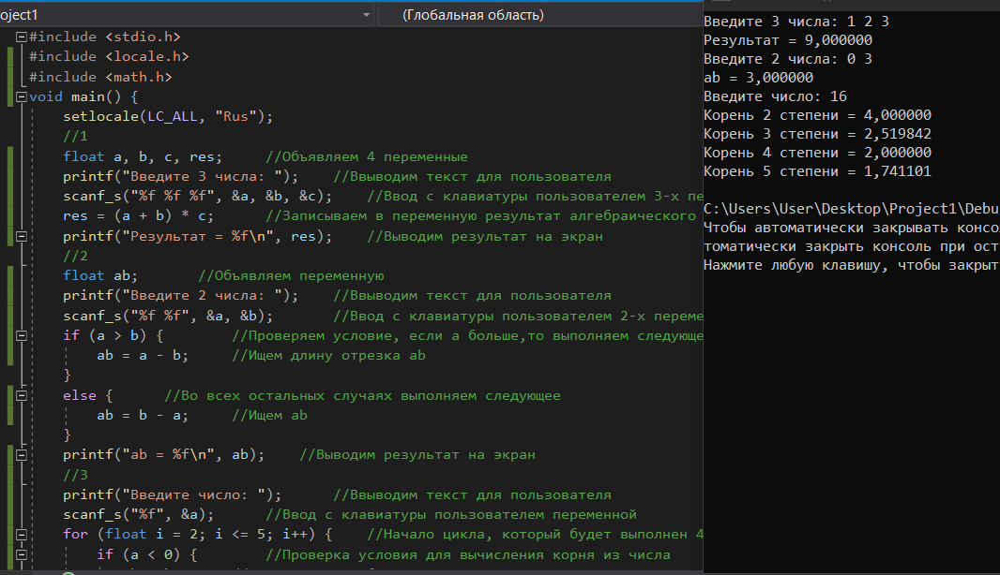 oject1
(Глобальная область)
#include <stdio.h>
#include <locale.h>
#include <math.h>
void main() {
setlocale(LC_ALL, "Rus");
//1
float a, b, c, res; //Объявляем 4 переменные
printf("Введите 3 числа: "); //Ввыводим текст для пользователя
scanf_s("%f %f %f", &a, &b, &c); //Ввод с клавиатуры пользователем 3-х пе
res = (a + b) * c; //Записываем в переменную результат алгебраического
printf("Результат = %f\n", res); //Выводим результат на экран
//2
float ab; //Объявляем переменную
printf("Введите 2 числа: "); //Ввыводим текст для пользователя
scanf_s("%f %f", &a, &b); //Ввод с клавиатуры пользователем 2-х переме
if (a > b) { //Проверяем условие, если а больше,то выполняем следующе
ab = a - b; //Ищем длину отрезка ab
}
else { //Во всех остальных случаях выполняем следующее
ab = b - a; //Ищем ab
}
printf("ab = %f\n", ab); //Выводим результат на экран
//3
printf("Введите число: "); //Ввыводим текст для пользователя
scanf_s("%f", &a); //Ввод с клавиатуры пользователем переменной
for (float i = 2; i <= 5; i++) { //Начало цикла, который будет выполнен 4
if (a < 0) { //Проверка условия для вычисления корня из числа
Введите 3 числа: 1 2 3
Результат = 9,000000
Введите 2 числа: 0 3
ab = 3,000000
Введите число: 16
Корень 2 степени = 4,000000
Корень 3 степени = 2,519842
Корень 4 степени = 2,000000
Корень 5 степени = 1,741101
C:\Users\User\Desktop\Project1\Debu
Чтобы автоматически закрывать консо
томатически закрыть консоль при ост
Нажмите любую клавишу, чтобы закрыт